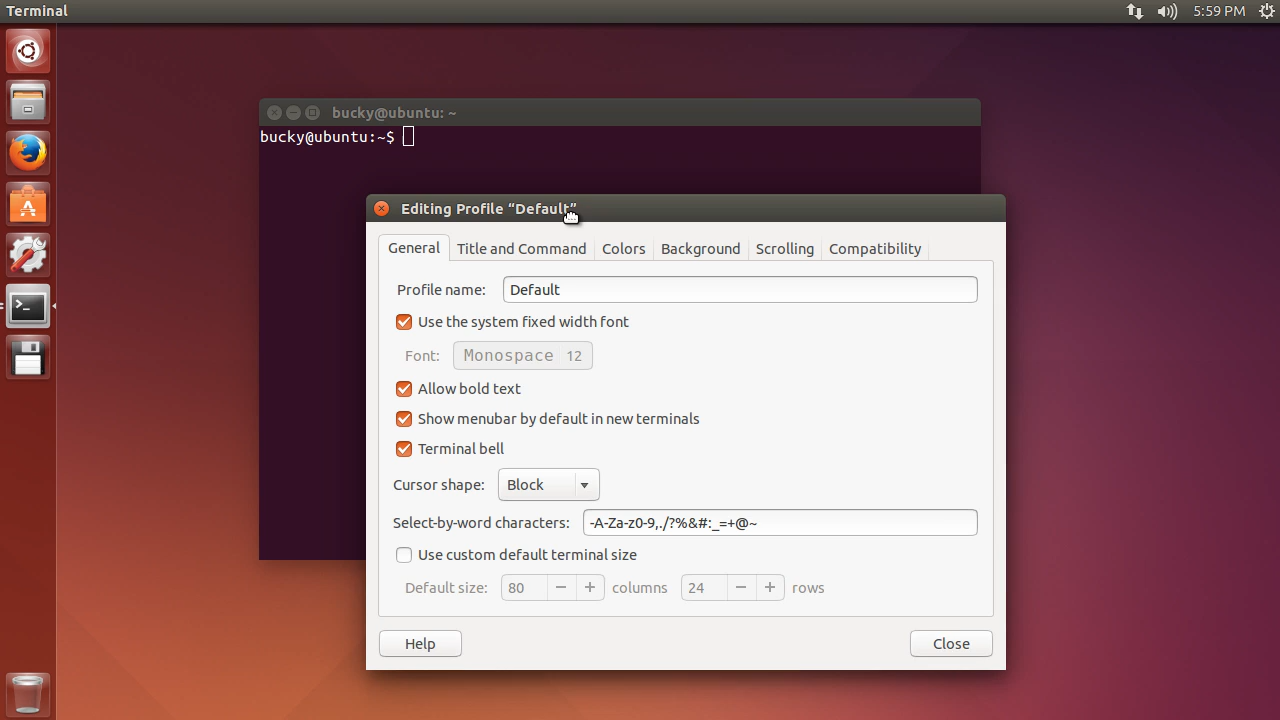 Terminal
5:59 PM
bucky@ubuntu: ~
bucky@ubuntu:~$
Editing Profile “Default”
General Title and Command Colors Background Scrolling Compatibility
Profile name: Default
Use the system fixed width font
Font: Monospace 12
Allow bold text
Show menubar by default in new terminals
Terminal bell
Cursor shape: Block
Select-by-word characters: -A-Za-z0-9,./?%&#:_=+@~
Use custom default terminal size
Default size: 80 − + columns 24 − + rows
Help Close